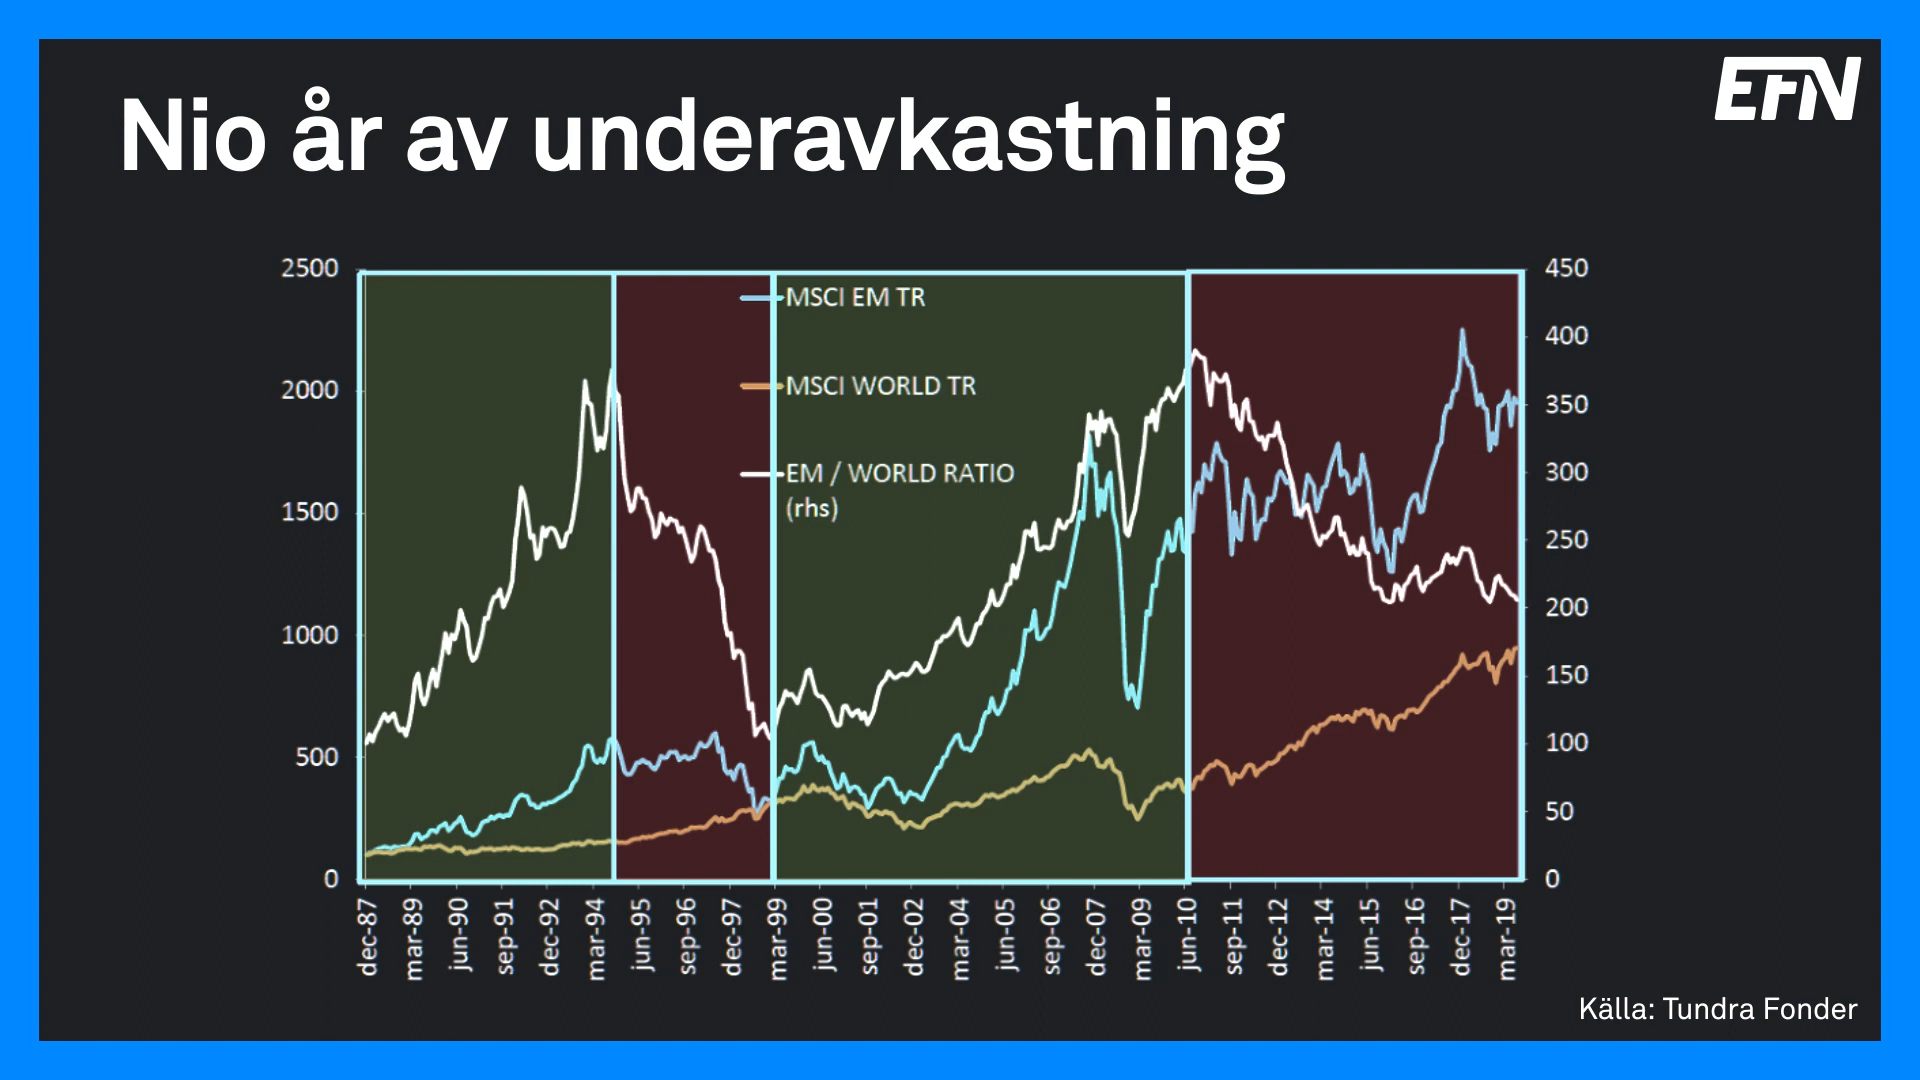 EFN
Nio år av underavkastning
2500
2000
1500
1000
500
0
MSCI EM TR
MSCI WORLD TR
EM / WORLD RATIO
(rhs)
450
400
350
300
250
200
150
100
50
0
dec-87
mar-89
jun-90
sep-91
dec-92
mar-94
jun-95
sep-96
dec-97
mar-99
jun-00
sep-01
dec-02
mar-04
jun-05
sep-06
dec-07
mar-09
jun-10
sep-11
dec-12
mar-14
jun-15
sep-16
dec-17
mar-19
Källa: Tundra Fonder